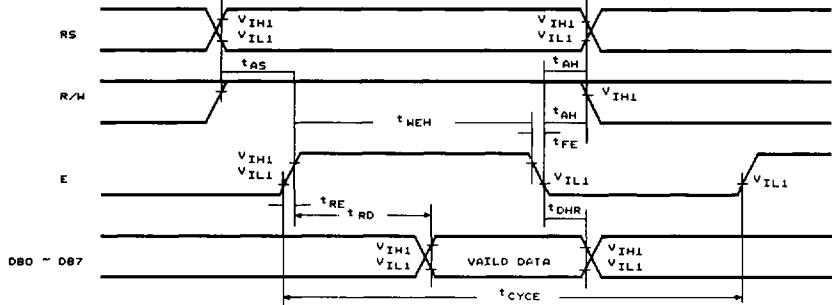 RS
VIH1
VIL1
VIH1
VIL1
tAS
tAH
R/W
VIH1
tWEH
tAH
tFE
E
VIH1
VIL1
VIL1
VIL1
tRE
tRD
tDHR
DB0 ~ DB7
VIH1
VIL1
VAILD DATA
VIH1
VIL1
tCYCE